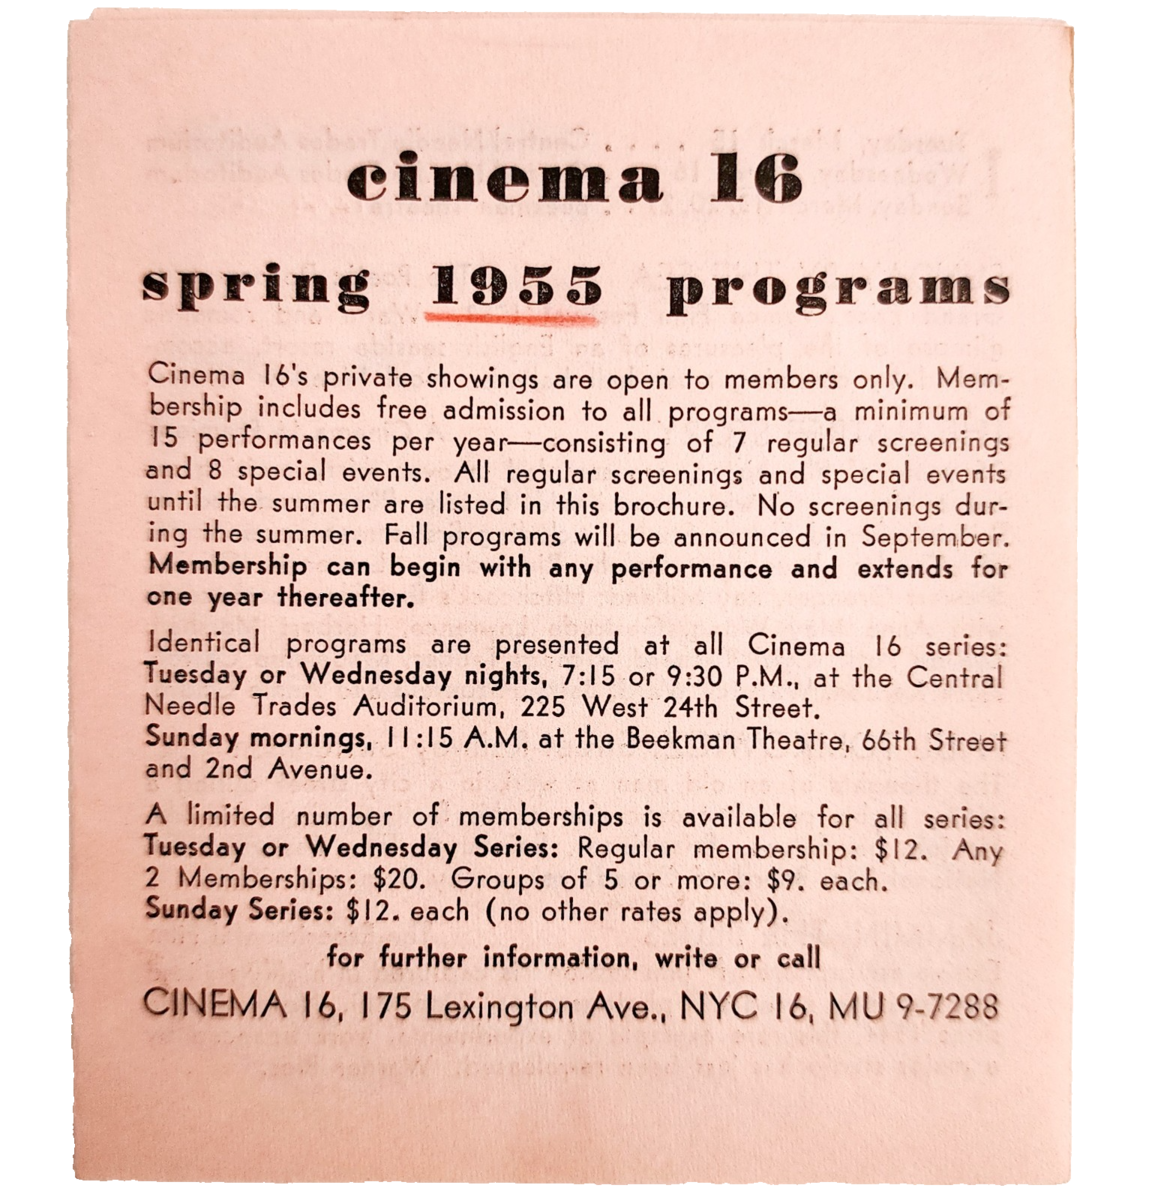 cinema 16
spring 1955 programs
Cinema 16's private showings are open to members only. Mem-
bership includes free admission to all programs—a minimum of
15 performances per year—consisting of 7 regular screenings
and 8 special events. All regular screenings and special events
until the summer are listed in this brochure. No screenings dur-
ing the summer. Fall programs will be announced in September.
Membership can begin with any performance and extends for
one year thereafter.
Identical programs are presented at all Cinema 16 series:
Tuesday or Wednesday nights, 7:15 or 9:30 P.M., at the Central
Needle Trades Auditorium, 225 West 24th Street.
Sunday mornings, 11:15 A.M. at the Beekman Theatre, 66th Street
and 2nd Avenue.
A limited number of memberships is available for all series:
Tuesday or Wednesday Series: Regular membership: $12. Any
2 Memberships: $20. Groups of 5 or more: $9. each.
Sunday Series: $12. each (no other rates apply).
for further information, write or call
CINEMA 16, 175 Lexington Ave., NYC 16, MU 9-7288